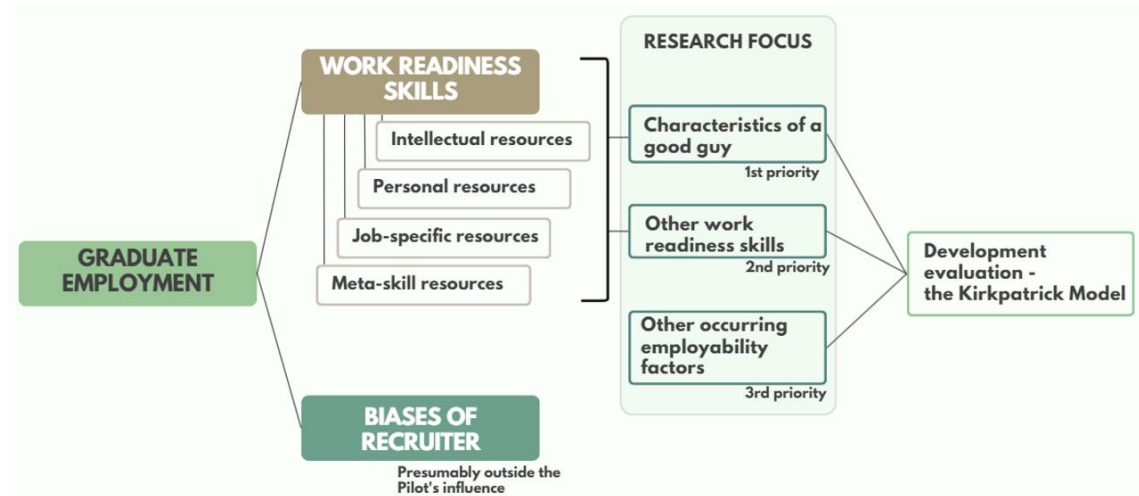 GRADUATE
EMPLOYMENT
WORK READINESS
SKILLS
Intellectual resources
Personal resources
Job-specific resources
Meta-skill resources
BIASES OF
RECRUITER
Presumably outside the
Pilot's influence
RESEARCH FOCUS
Characteristics of a
good guy
1st priority
Other work
readiness skills
2nd priority
Other occurring
employability
factors
3rd priority
Development
evaluation -
the Kirkpatrick Model